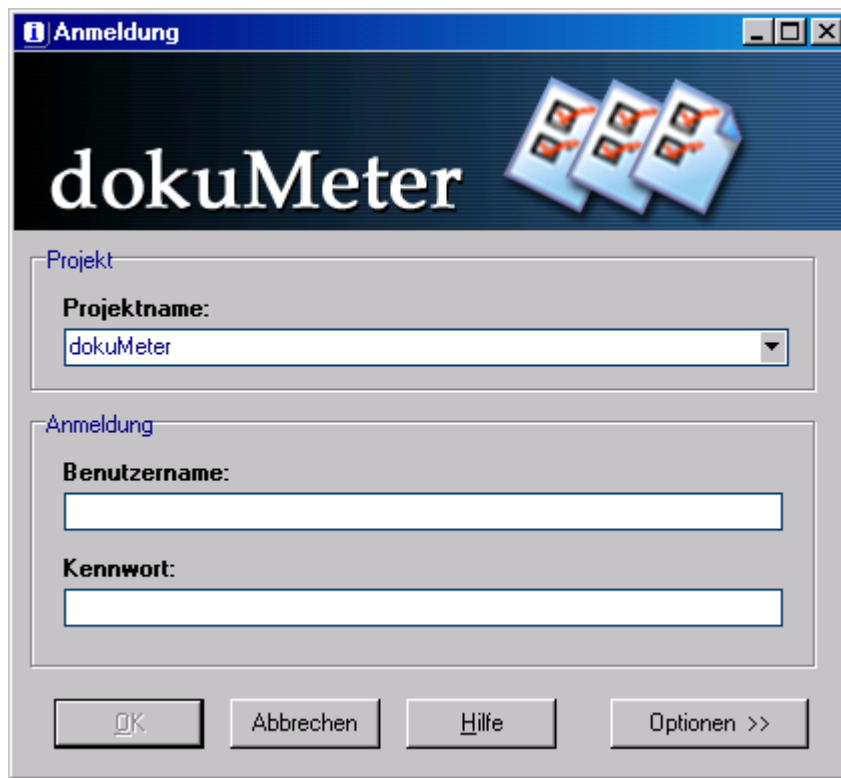 Anmeldung
dokuMeter
Projekt
Projektname:
dokuMeter
Anmeldung
Benutzername:
Kennwort:
OK Abbrechen Hilfe Optionen >>